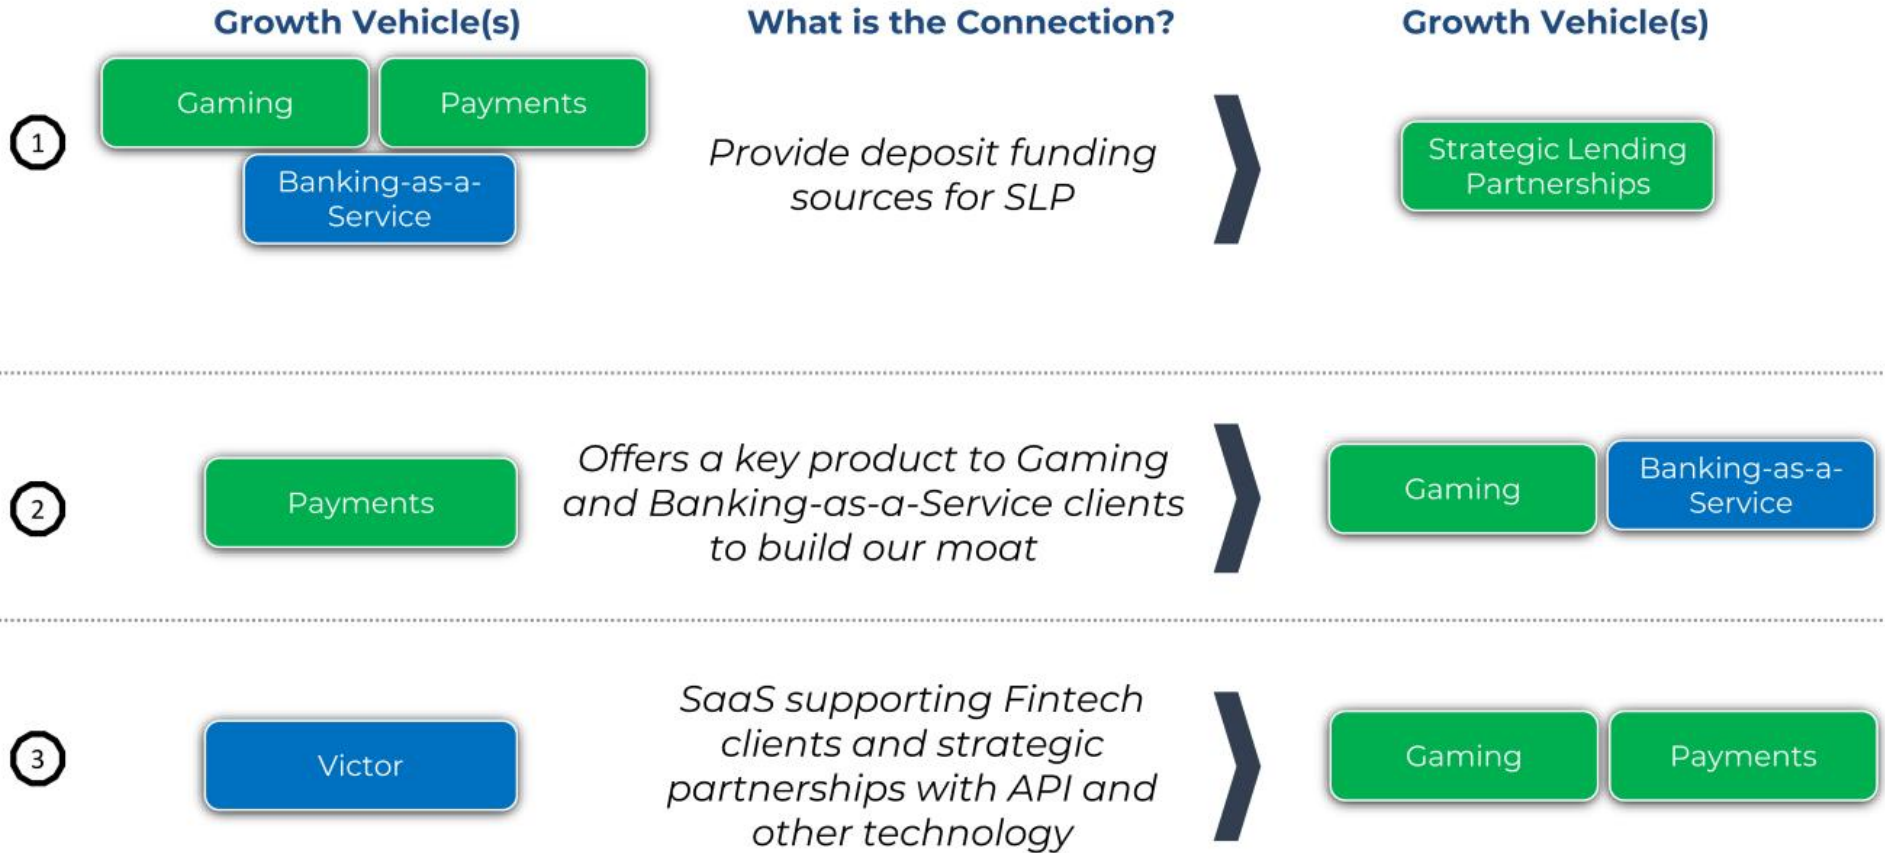 Growth Vehicle(s)
What is the Connection?
Growth Vehicle(s)
1
Gaming
Payments
Banking-as-a-
Service
Provide deposit funding
sources for SLP
Strategic Lending
Partnerships
2
Payments
Offers a key product to Gaming
and Banking-as-a-Service clients
to build our moat
Gaming
Banking-as-a-
Service
3
Victor
SaaS supporting Fintech
clients and strategic
partnerships with API and
other technology
Gaming
Payments